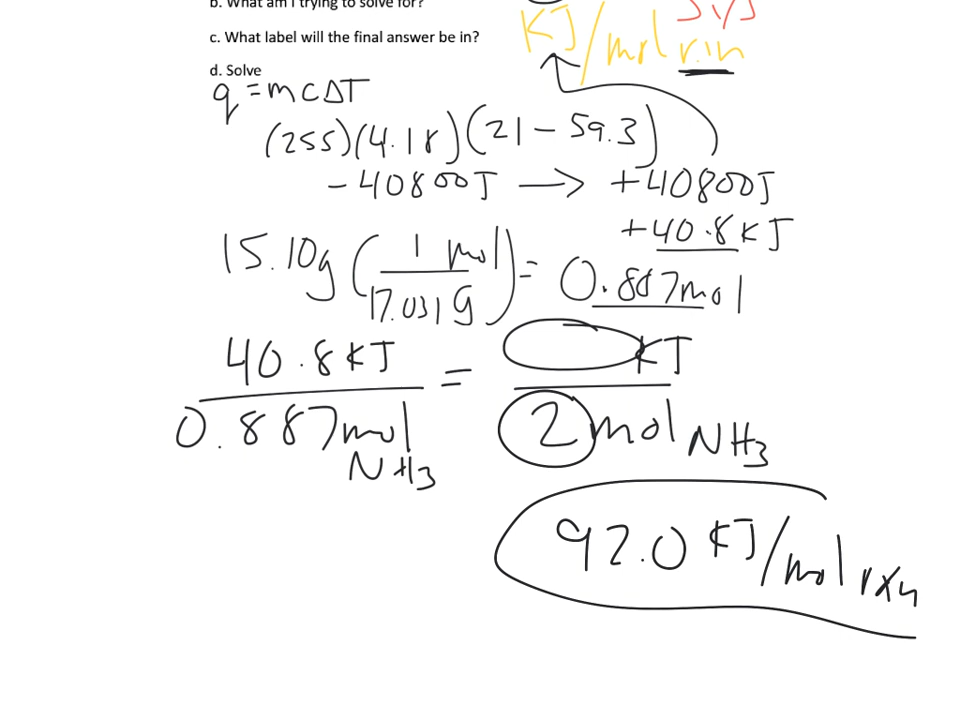 b. What am I trying to solve for?
sys
c. What label will the final answer be in?
KJ/mol rxn
d. Solve
q = mCΔT
(255)(4.18)(21 - 59.3)
-40800J → +40800J
+40.8KJ
15.10g (1 mol/17.031g) = 0.887mol
40.8KJ/0.887mol NH3 = KJ/2mol NH3
92.0 KJ/mol rxn